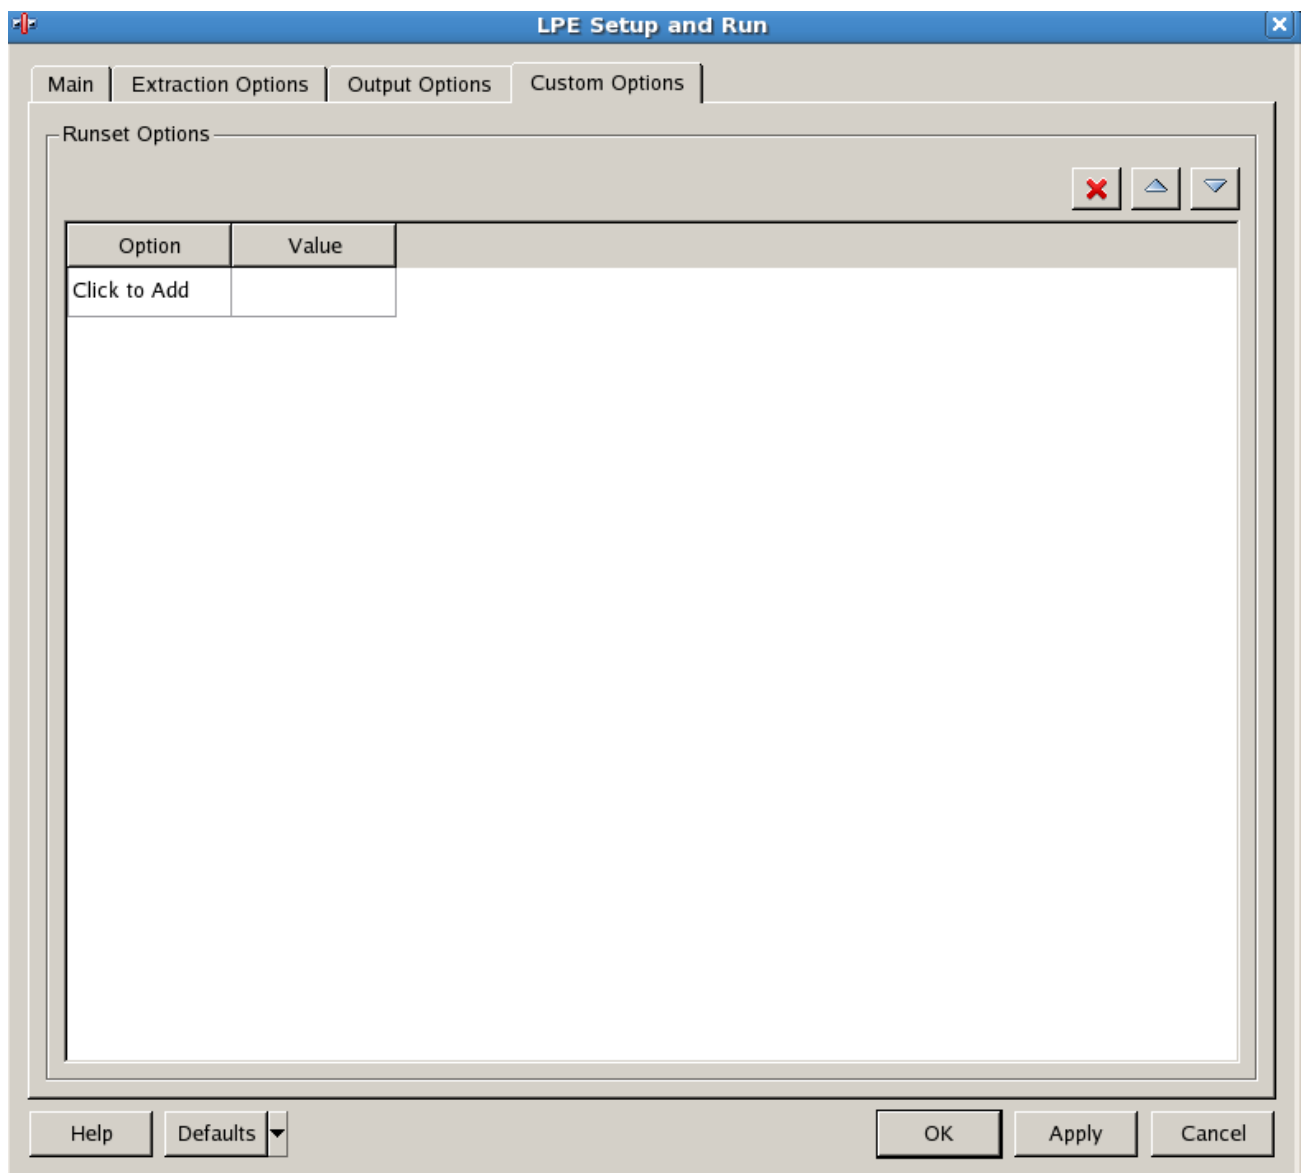 LPE Setup and Run
Main Extraction Options Output Options Custom Options
Runset Options
Option Value
Click to Add
Help Defaults OK Apply Cancel